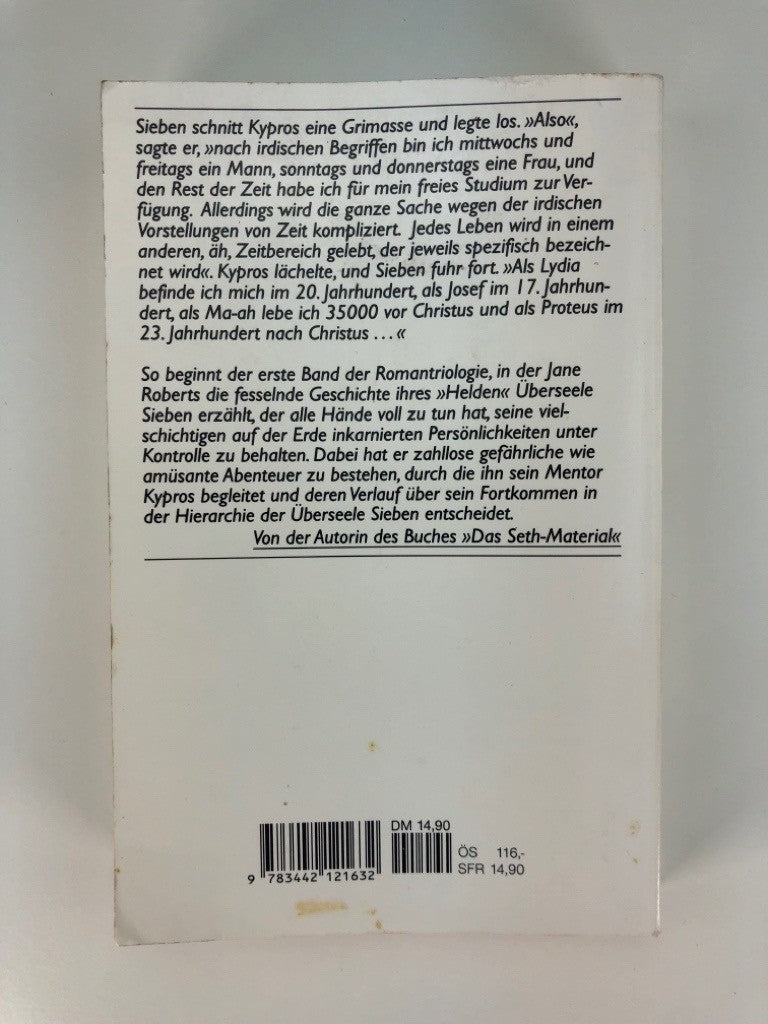 Sieben schnitt Kypros eine Grimasse und legte los. »Also«,
sagte er, »nach irdischen Begriffen bin ich mittwochs und
freitags ein Mann, sonntags und donnerstags eine Frau, und
den Rest der Zeit habe ich für mein freies Studium zur Ver-
fügung. Allerdings wird die ganze Sache wegen der irdischen
Vorstellungen von Zeit kompliziert. Jedes Leben wird in einem
anderen, äh, Zeitbereich gelebt, der jeweils spezifisch bezeich-
net wird«. Kypros lächelte, und Sieben fuhr fort. »Als Lydia
befinde ich mich im 20. Jahrhundert, als Josef im 17. Jahrhun-
dert, als Ma-ah lebe ich 35000 vor Christus und als Proteus im
23. Jahrhundert nach Christus ...«
So beginnt der erste Band der Romantriologie, in der Jane
Roberts die fesselnde Geschichte ihres »Helden« Überseele
Sieben erzählt, der alle Hände voll zu tun hat, seine viel-
schichtigen auf der Erde inkarnierten Persönlichkeiten unter
Kontrolle zu behalten. Dabei hat er zahllose gefährliche wie
amüsante Abenteuer zu bestehen, durch die ihn sein Mentor
Kypros begleitet und deren Verlauf über sein Fortkommen in
der Hierarchie der Überseele Sieben entscheidet.
Von der Autorin des Buches »Das Seth-Material«
DM 14,90
ÖS 116,-
SFR 14,90
9 783442 121632